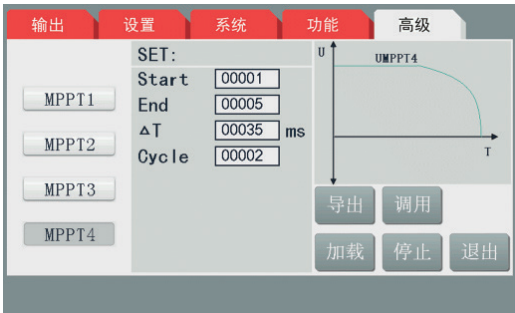 输出 设置 系统 功能 高级
MPPT1
MPPT2
MPPT3
MPPT4
SET:
Start 00001
End 00005
△T 00035 ms
Cycle 00002
U
UMPPT4
T
导出 调用
加载 停止 退出